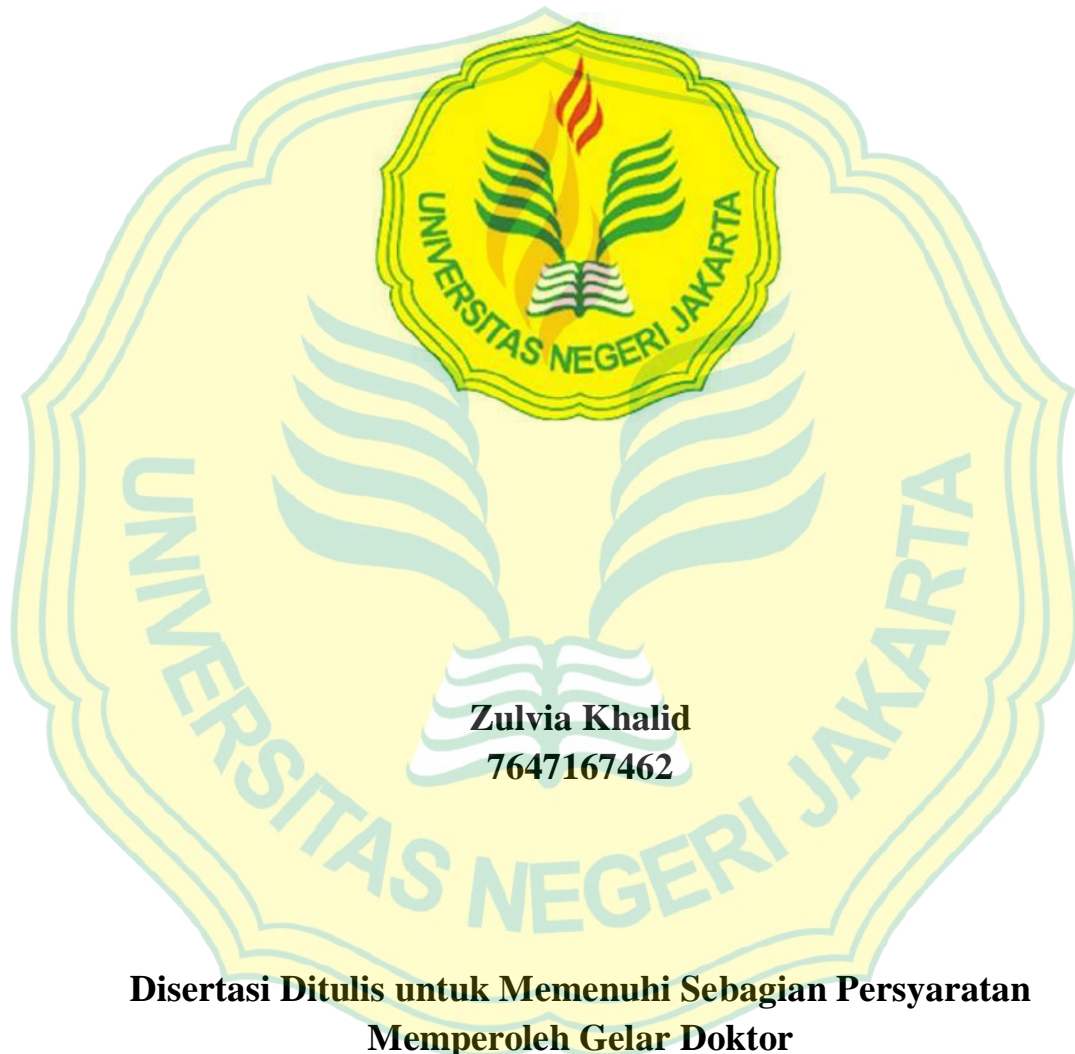 UNIVERSITAS NEGERI JAKARTA
UNIVERSITAS NEGERI JAKARTA
Zulvia Khalid
7647167462
Disertasi Ditulis untuk Memenuhi Sebagian Persyaratan
Memperoleh Gelar Doktor